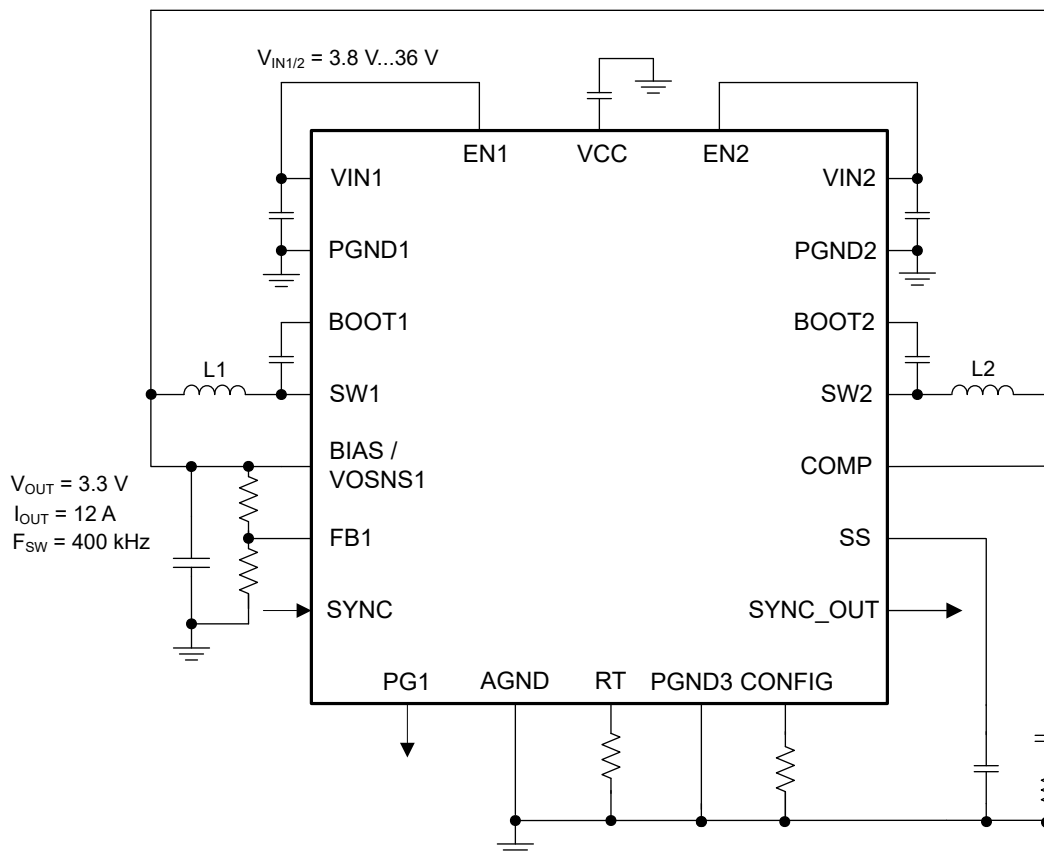 V_IN1/2 = 3.8 V...36 V
EN1
VCC
EN2
VIN1
VIN2
PGND1
PGND2
BOOT1
BOOT2
L1
SW1
SW2
L2
BIAS /
VOSNS1
COMP
V_OUT = 3.3 V
I_OUT = 12 A
F_SW = 400 kHz
FB1
SS
SYNC
SYNC_OUT
PG1
AGND
RT
PGND3
CONFIG